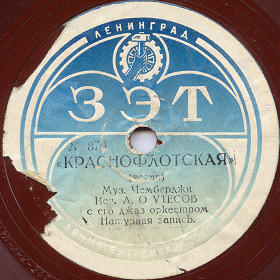 ЛЕНИНГРАД
ЗЭТ
«КРАСНОФЛОТСКАЯ»
(песня)
Муз. Чемберджи
Исп. Л. О УТЕСОВ
с его джаз оркестром
Натурная запись.